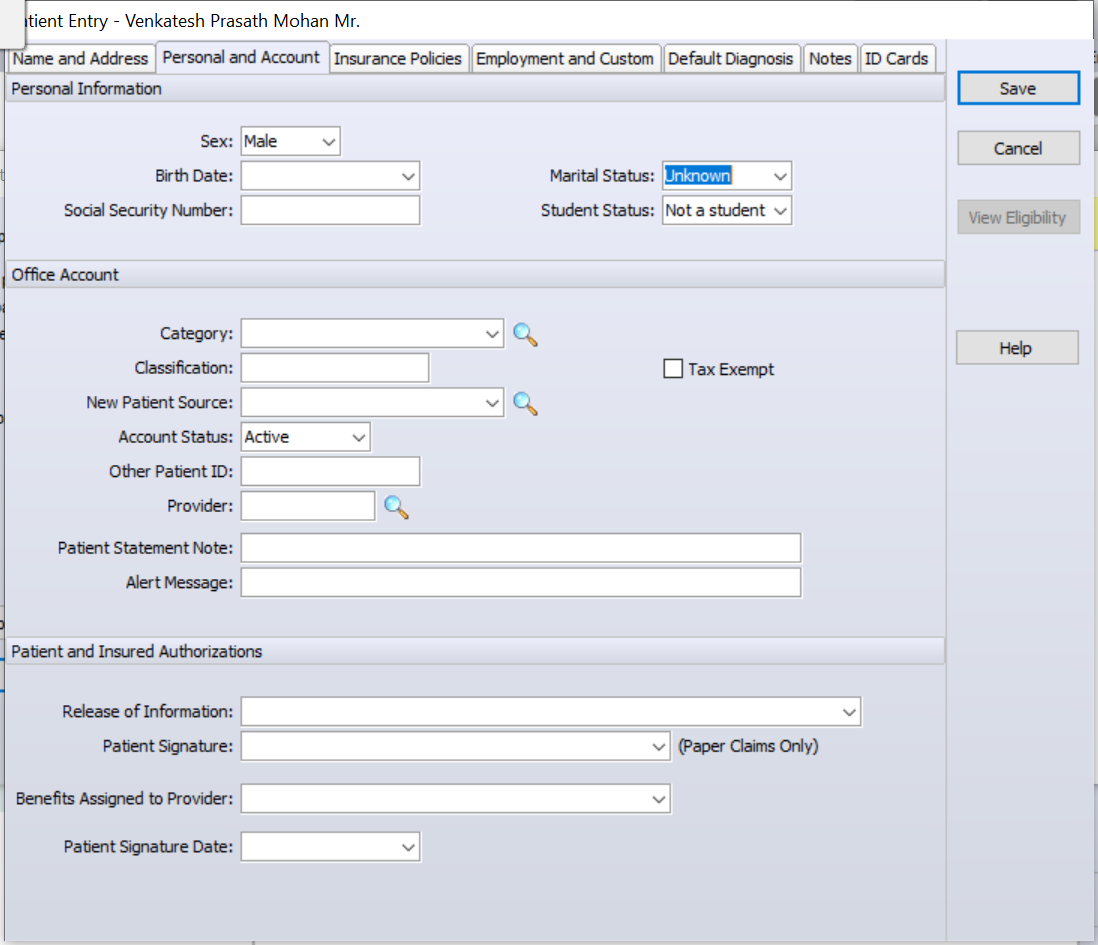 atient Entry - Venkatesh Prasath Mohan Mr.
Name and Address Personal and Account Insurance Policies Employment and Custom Default Diagnosis Notes ID Cards
Personal Information
Save
Sex: Male
Cancel
Birth Date: Marital Status: Unknown
Social Security Number: Student Status: Not a student
View Eligibility
Office Account
Category:
Help
Classification: Tax Exempt
New Patient Source:
Account Status: Active
Other Patient ID:
Provider:
Patient Statement Note:
Alert Message:
Patient and Insured Authorizations
Release of Information:
Patient Signature: (Paper Claims Only)
Benefits Assigned to Provider:
Patient Signature Date: